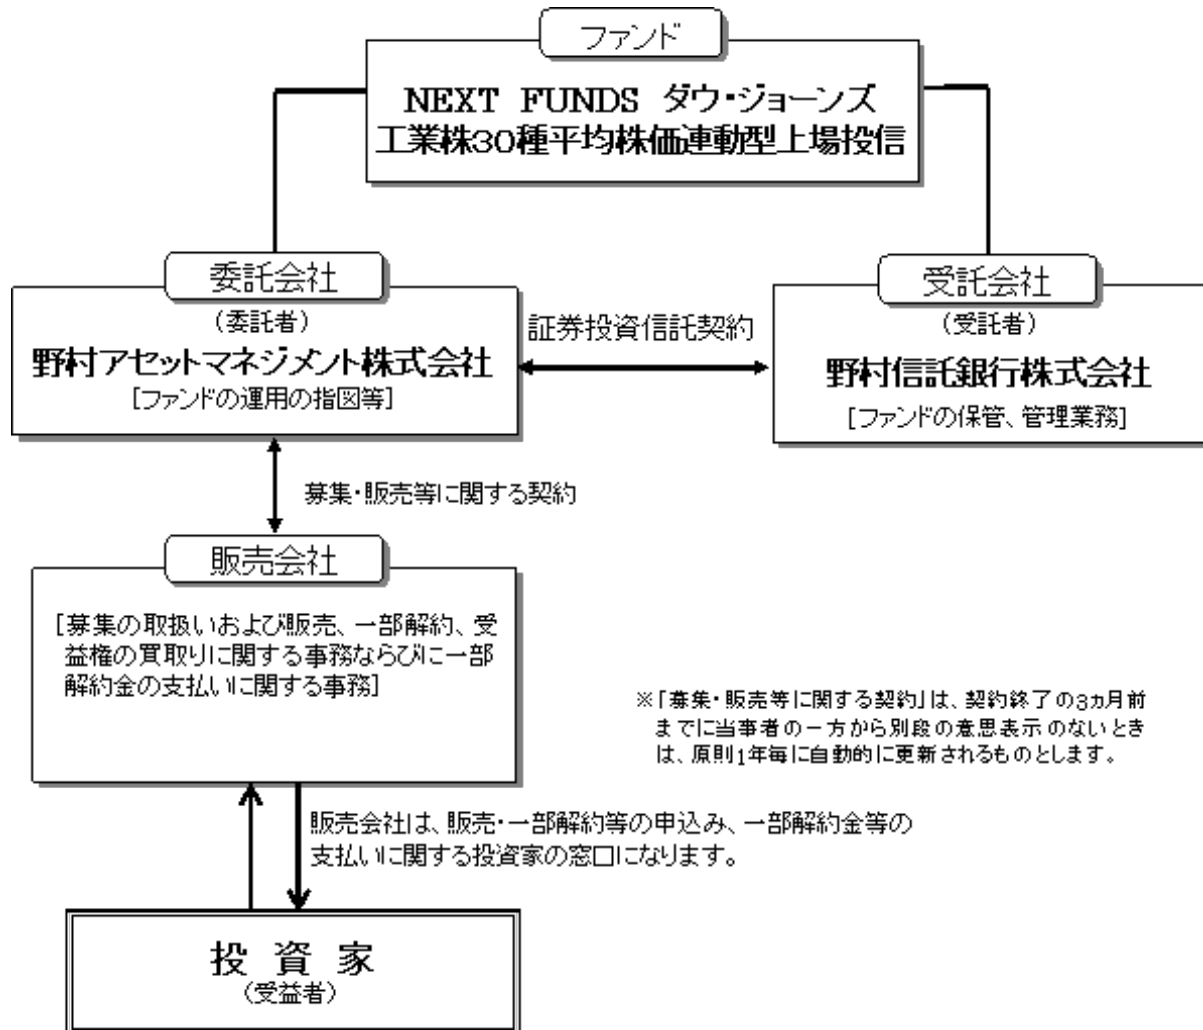 ファンド
NEXT FUNDS ダウ・ジョーンズ
工業株30種平均株価連動型上場投信
委託会社
(委託者)
野村アセットマネジメント株式会社
[ファンドの運用の指図等]
証券投資信託契約
受託会社
(受託者)
野村信託銀行株式会社
[ファンドの保管、管理業務]
募集・販売等に関する契約
販売会社
[募集の取扱いおよび販売、一部解約、受
益権の買取りに関する事務ならびに一部
解約金の支払いに関する事務]
※「募集・販売等に関する契約」は、契約終了の3ヵ月前
までに当事者の一方から別段の意思表示のないとき
は、原則1年毎に自動的に更新されるものとします。
販売会社は、販売・一部解約等の申込み、一部解約金等の
支払いに関する投資家の窓口になります。
投資家
(受益者)